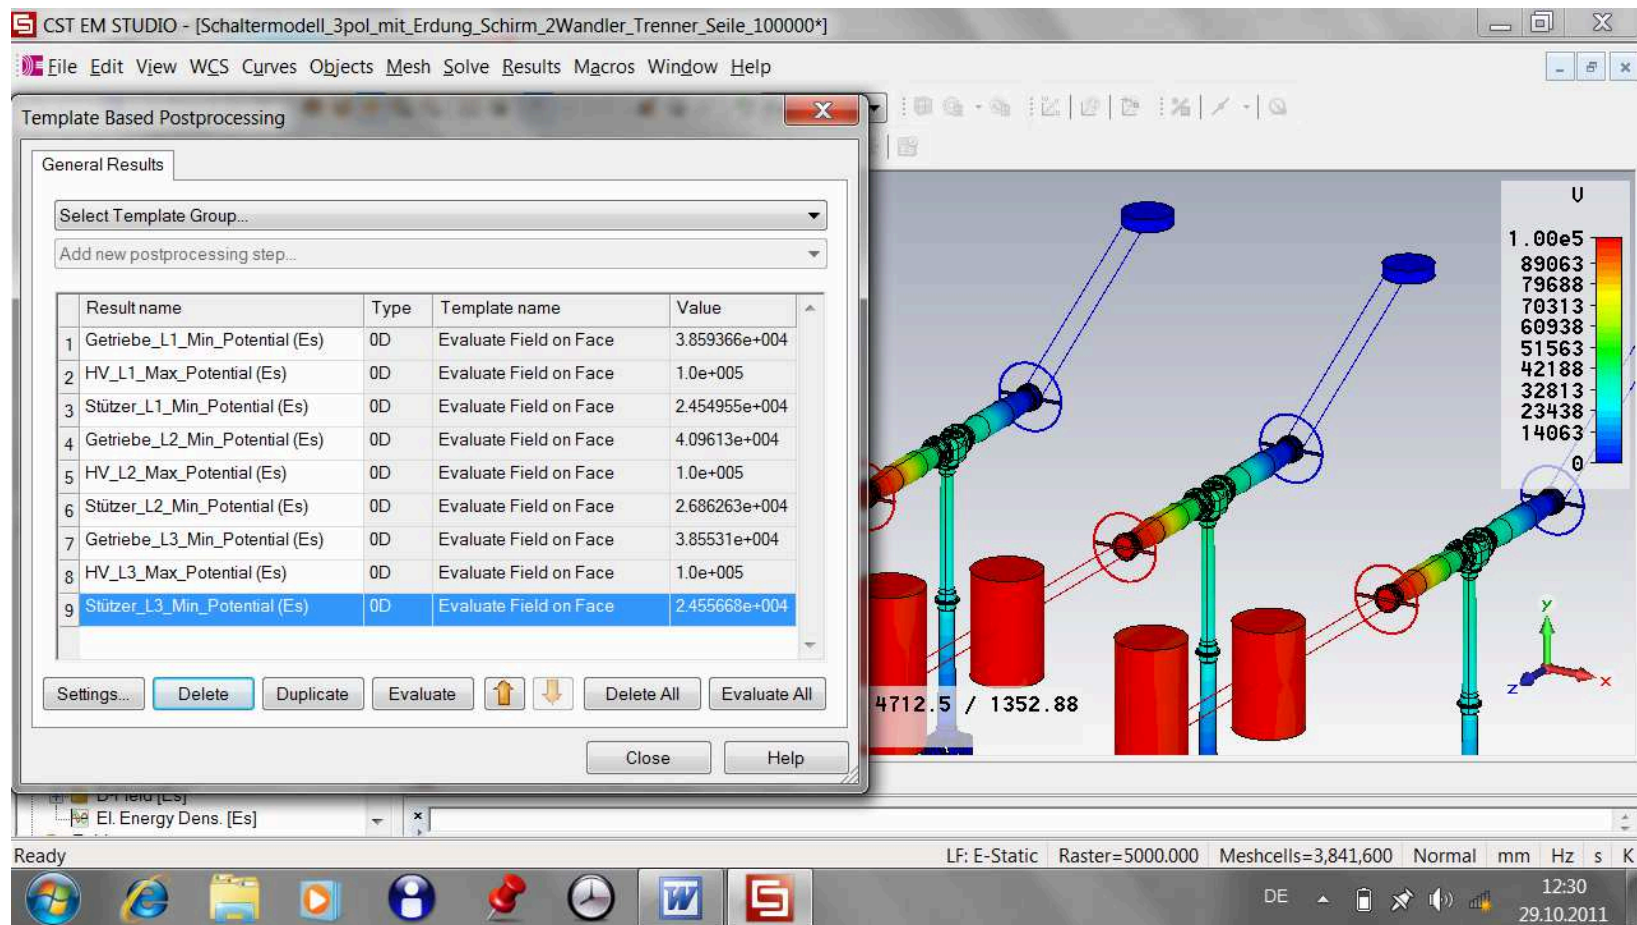 CST EM STUDIO - [Schaltermodell_3pol_mit_Erdung_Schirm_2Wandler_Trenner_Seile_100000*]
File Edit View WCS Curves Objects Mesh Solve Results Macros Window Help
Template Based Postprocessing
General Results
Select Template Group...
Add new postprocessing step...
Result name Type Template name Value
1 Getriebe_L1_Min_Potential (Es) 0D Evaluate Field on Face 3.859366e+004
2 HV_L1_Max_Potential (Es) 0D Evaluate Field on Face 1.0e+005
3 Stützer_L1_Min_Potential (Es) 0D Evaluate Field on Face 2.454955e+004
4 Getriebe_L2_Min_Potential (Es) 0D Evaluate Field on Face 4.09613e+004
5 HV_L2_Max_Potential (Es) 0D Evaluate Field on Face 1.0e+005
6 Stützer_L2_Min_Potential (Es) 0D Evaluate Field on Face 2.686263e+004
7 Getriebe_L3_Min_Potential (Es) 0D Evaluate Field on Face 3.85531e+004
8 HV_L3_Max_Potential (Es) 0D Evaluate Field on Face 1.0e+005
9 Stützer_L3_Min_Potential (Es) 0D Evaluate Field on Face 2.455668e+004
Settings... Delete Duplicate Evaluate Delete All Evaluate All
Close Help
V
1.00e5
89063
79688
70313
60938
51563
42188
32813
23438
14063
0
4712.5 / 1352.88
y
z x
D-Field [Es]
El. Energy Dens. [Es]
Ready LF: E-Static Raster=5000.000 Meshcells=3,841,600 Normal mm Hz s K
DE 12:30
29.10.2011